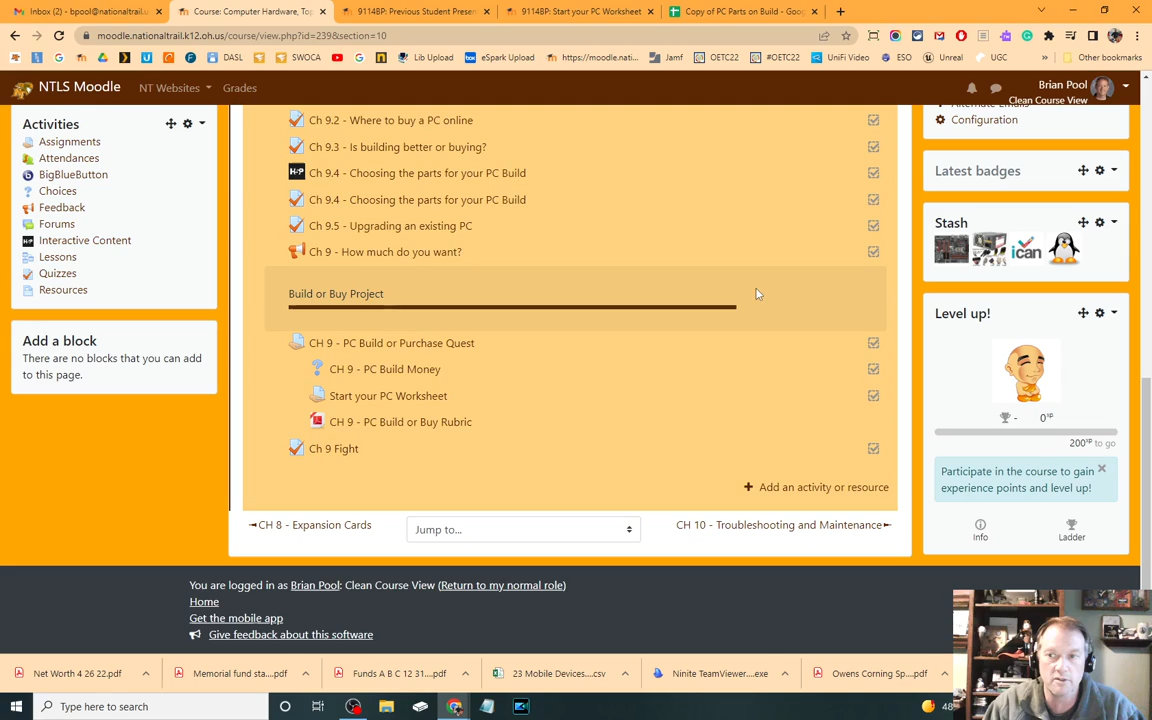 Inbox (2) - bpool@nationaltrail.u
Course: Computer Hardware, Top
9114BP: Previous Student Presen
9114BP: Start your PC Worksheet
Copy of PC Parts on Build - Goog
moodle.nationaltrail.k12.oh.us/course/view.php?id=239&section=10
DASL
SWOCA
Lib Upload
eSpark Upload
https://moodle.nati...
Jamf
OETC22
#OETC22
UniFi Video
ESO
Unreal
UGC
Other bookmarks
NTLS Moodle
NT Websites
Grades
Brian Pool
Clean Course View
Activities
Assignments
Attendances
BigBlueButton
Choices
Feedback
Forums
Interactive Content
Lessons
Quizzes
Resources
Add a block
There are no blocks that you can add
to this page.
Ch 9.2 - Where to buy a PC online
Ch 9.3 - Is building better or buying?
H-P Ch 9.4 - Choosing the parts for your PC Build
Ch 9.4 - Choosing the parts for your PC Build
Ch 9.5 - Upgrading an existing PC
Ch 9 - How much do you want?
Build or Buy Project
CH 9 - PC Build or Purchase Quest
CH 9 - PC Build Money
Start your PC Worksheet
CH 9 - PC Build or Buy Rubric
Ch 9 Fight
Add an activity or resource
◄CH 8 - Expansion Cards
Jump to...
CH 10 - Troubleshooting and Maintenance►
Alternate Emails
Configuration
Latest badges
Stash
ican
Level up!
- 0xp
200xp to go
Participate in the course to gain
experience points and level up!
Info
Ladder
You are logged in as Brian Pool: Clean Course View (Return to my normal role)
Home
Get the mobile app
Give feedback about this software
Net Worth 4 26 22.pdf
Memorial fund sta....pdf
Funds A B C 12 31....pdf
23 Mobile Devices....csv
Ninite TeamViewer....exe
Owens Corning Sp....pdf
Type here to search
48°